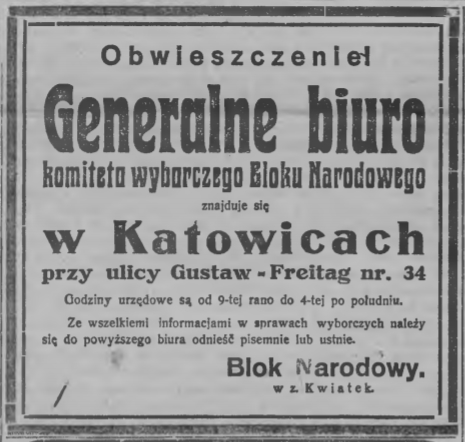 Obwieszczenie!
Generalne biuro
komiteta wyborczego Bloku Narodowego
znajduje się
w Katowicach
przy ulicy Gustaw-Freitag nr. 34
Godziny urzędowe są od 9-tej rano do 4-tej po południu.
Ze wszelkiemi informacjami w sprawach wyborczych należy
się do powyższego biura odnieść pisemnie lub ustnie.
Blok Narodowy.
w z. Kwiatek.